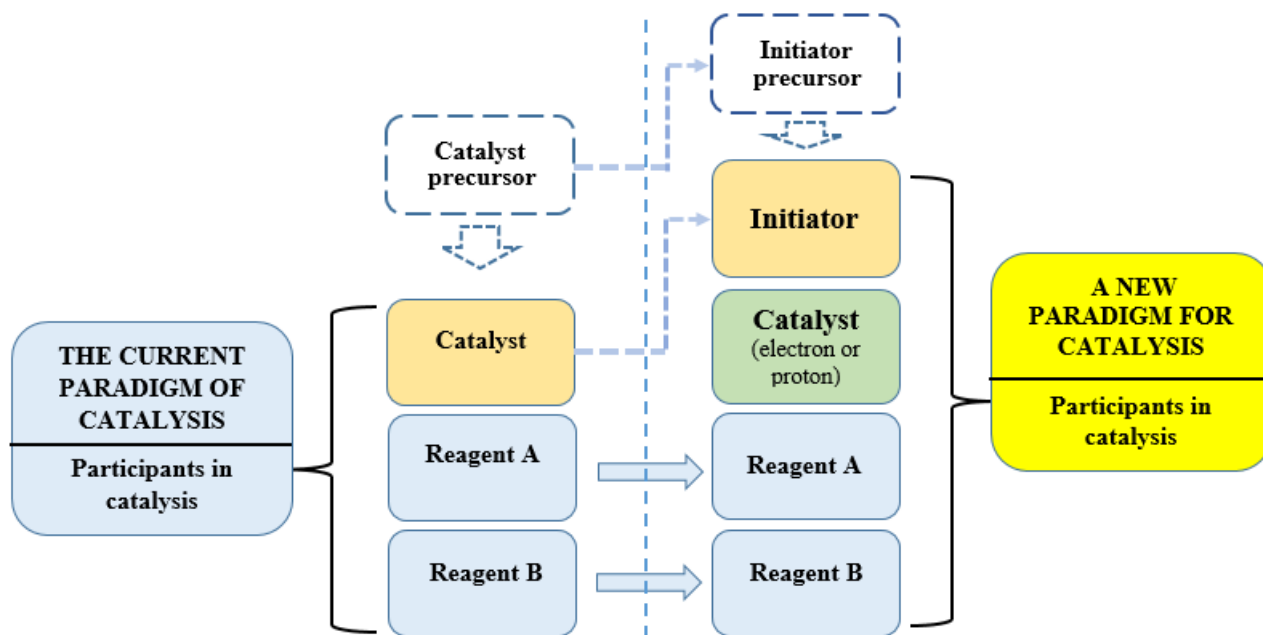 THE CURRENT
PARADIGM OF
CATALYSIS
Participants in
catalysis
Catalyst
precursor
Catalyst
Reagent A
Reagent B
Initiator
precursor
Initiator
Catalyst
(electron or
proton)
Reagent A
Reagent B
A NEW
PARADIGM FOR
CATALYSIS
Participants in
catalysis